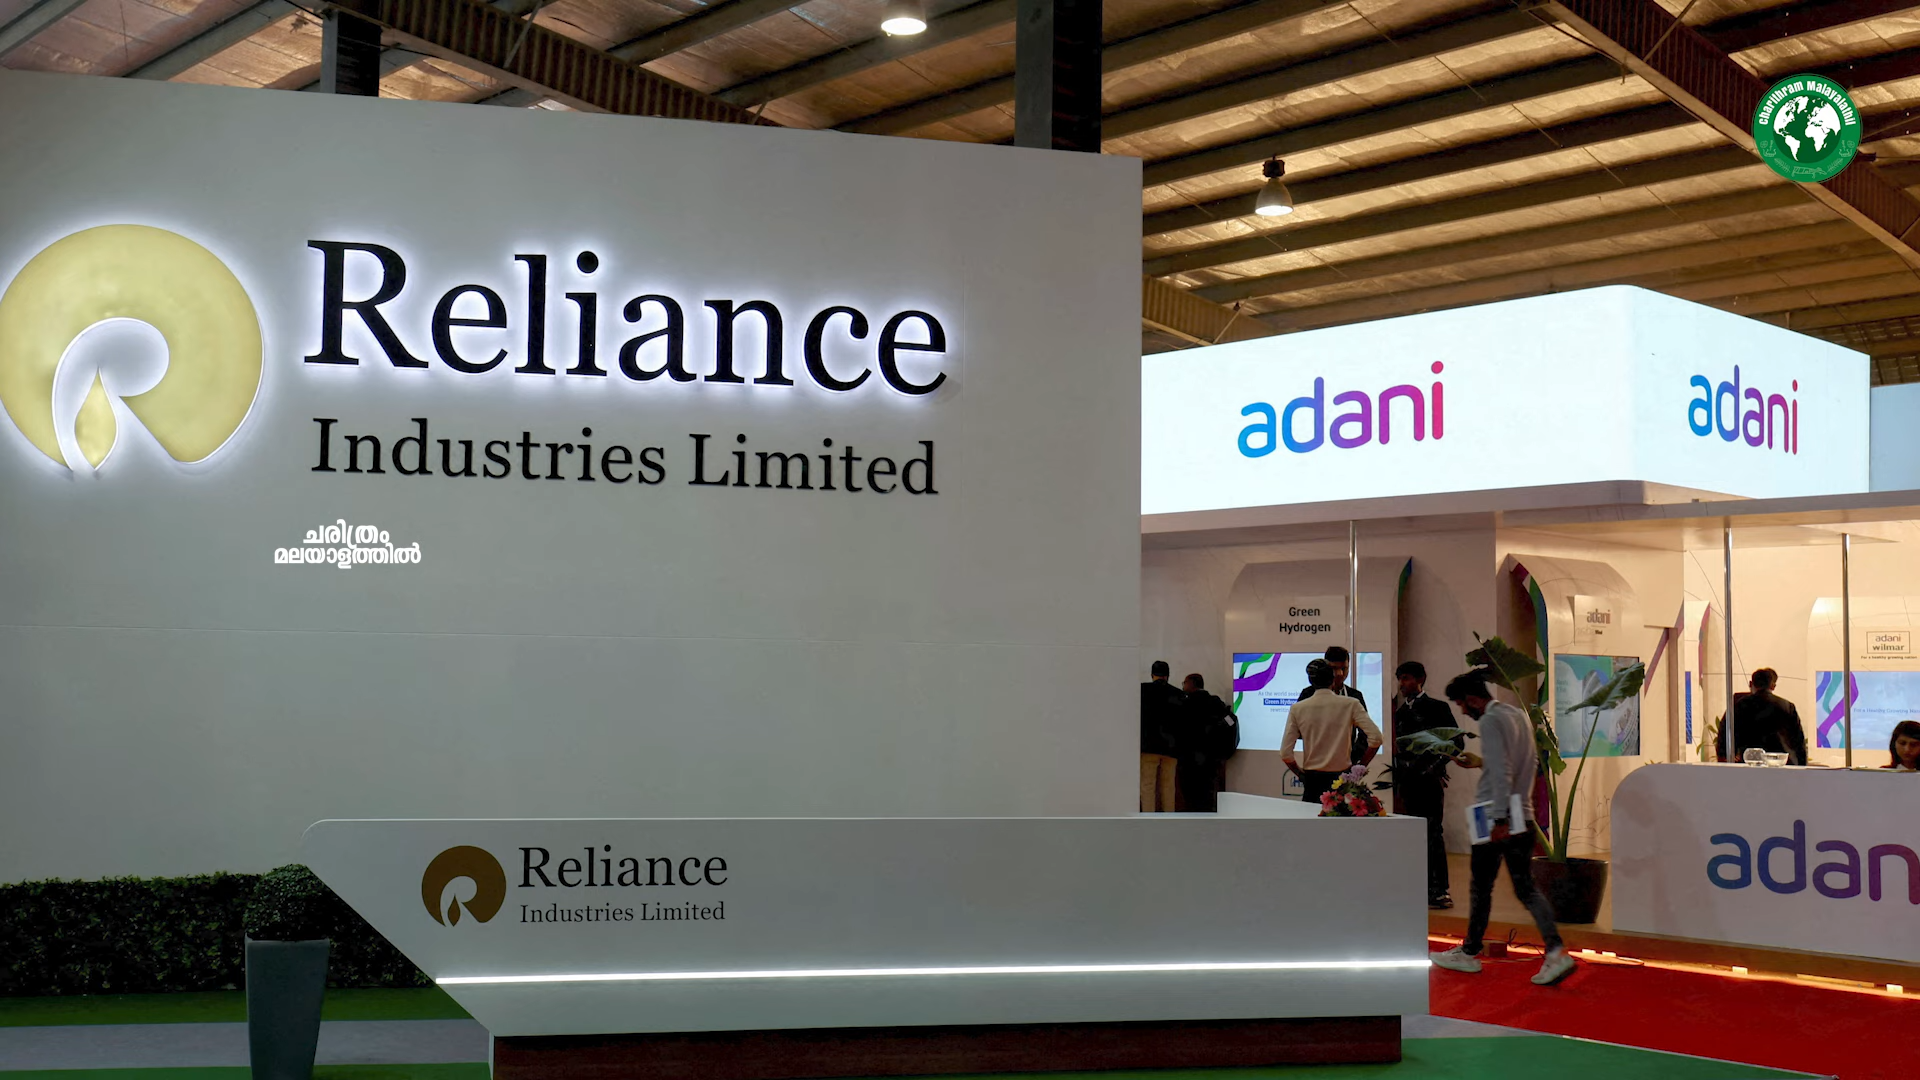 Charithram Malayalathil
Reliance
Industries Limited
adani
adani
ചരിത്രം
മലയാളത്തിൽ
Green
Hydrogen
adani
adani
wilmar
Reliance
Industries Limited
adan